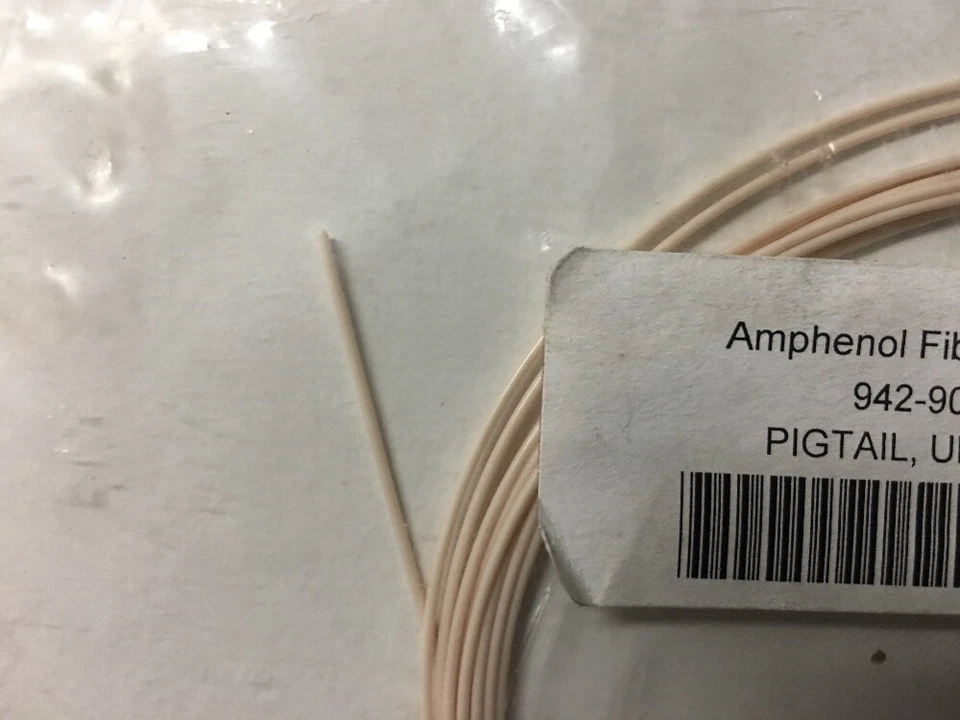 Amphenol Fib
942-90
PIGTAIL, U